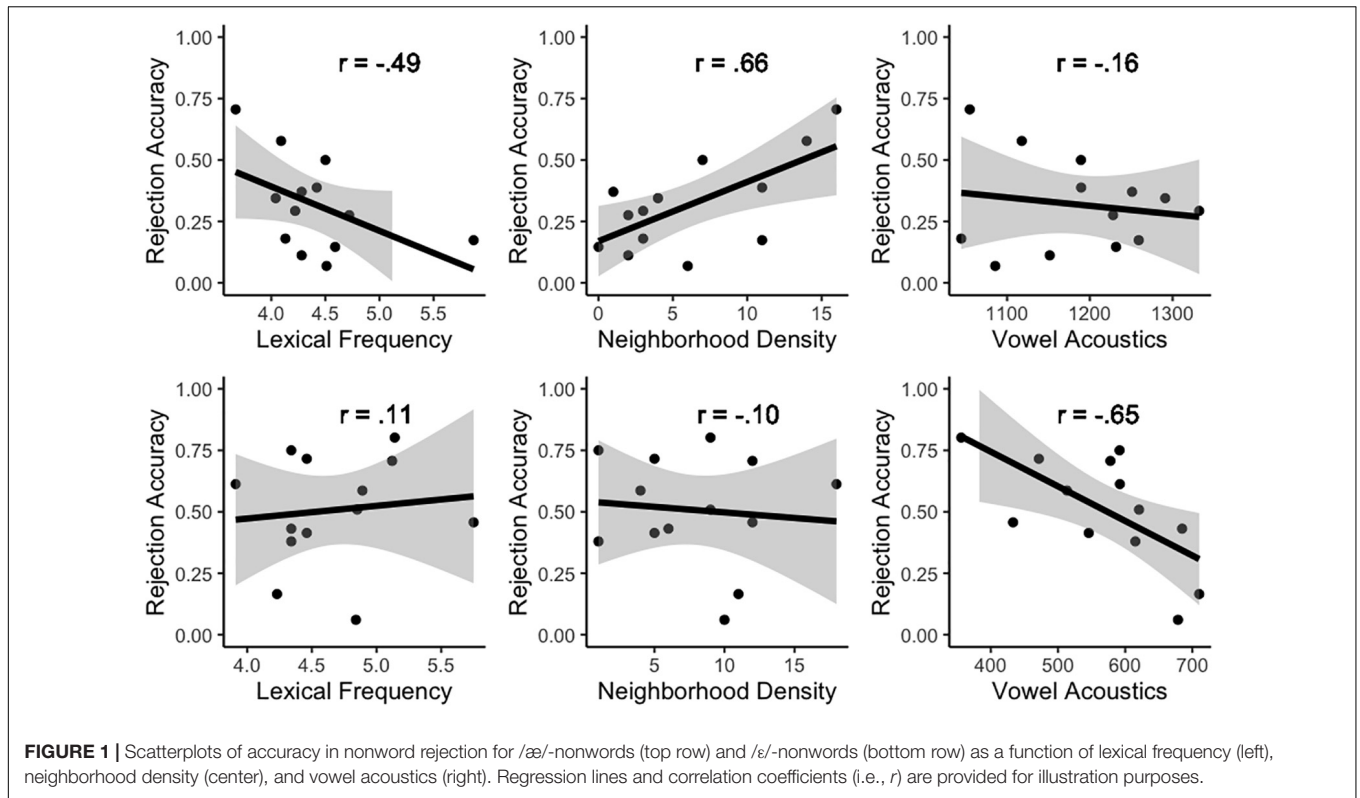 1.00
0.75
0.50
0.25
0.00
Rejection Accuracy
r = -.49
4.0 4.5 5.0 5.5
Lexical Frequency
1.00
0.75
0.50
0.25
0.00
Rejection Accuracy
r = .66
0 5 10 15
Neighborhood Density
1.00
0.75
0.50
0.25
0.00
Rejection Accuracy
r = -.16
1100 1200 1300
Vowel Acoustics
1.00
0.75
0.50
0.25
0.00
Rejection Accuracy
r = .11
4.0 4.5 5.0 5.5
Lexical Frequency
1.00
0.75
0.50
0.25
0.00
Rejection Accuracy
r = -.10
5 10 15
Neighborhood Density
1.00
0.75
0.50
0.25
0.00
Rejection Accuracy
r = -.65
400 500 600 700
Vowel Acoustics
FIGURE 1 | Scatterplots of accuracy in nonword rejection for /æ/-nonwords (top row) and /ε/-nonwords (bottom row) as a function of lexical frequency (left),
neighborhood density (center), and vowel acoustics (right). Regression lines and correlation coefficients (i.e., r) are provided for illustration purposes.